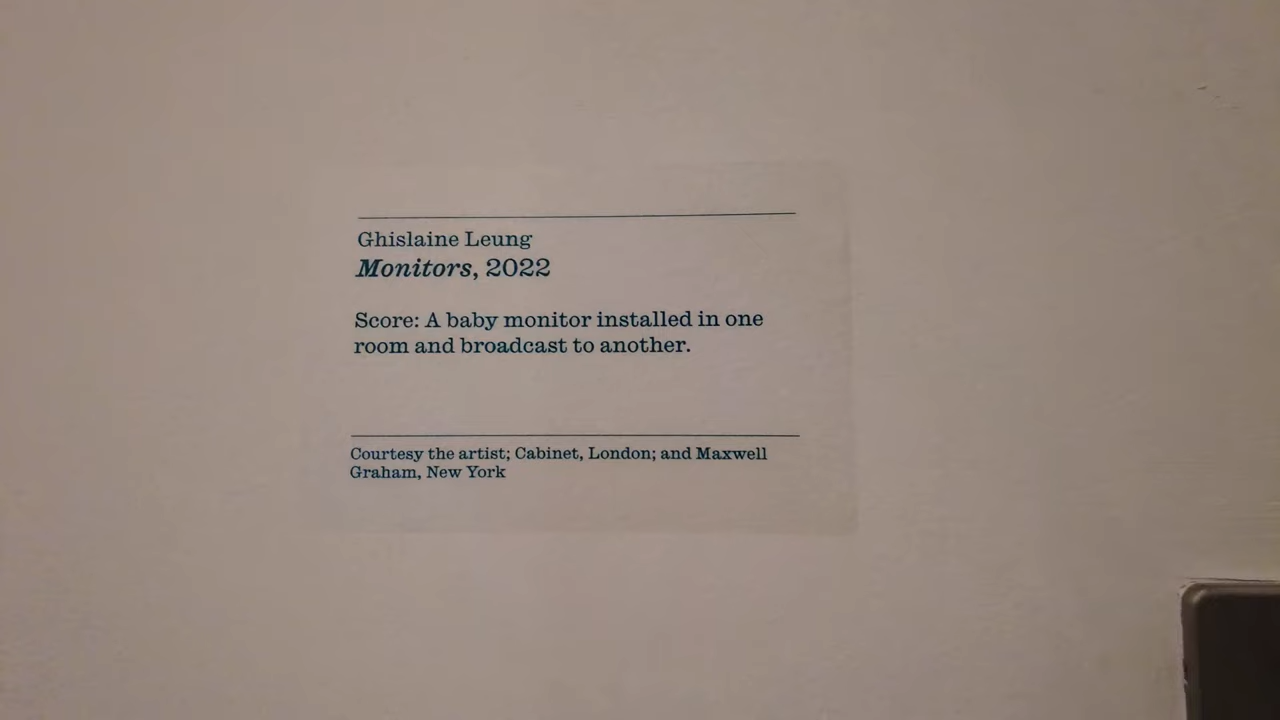 Ghislaine Leung
Monitors, 2022
Score: A baby monitor installed in one
room and broadcast to another.
Courtesy the artist; Cabinet, London; and Maxwell
Graham, New York